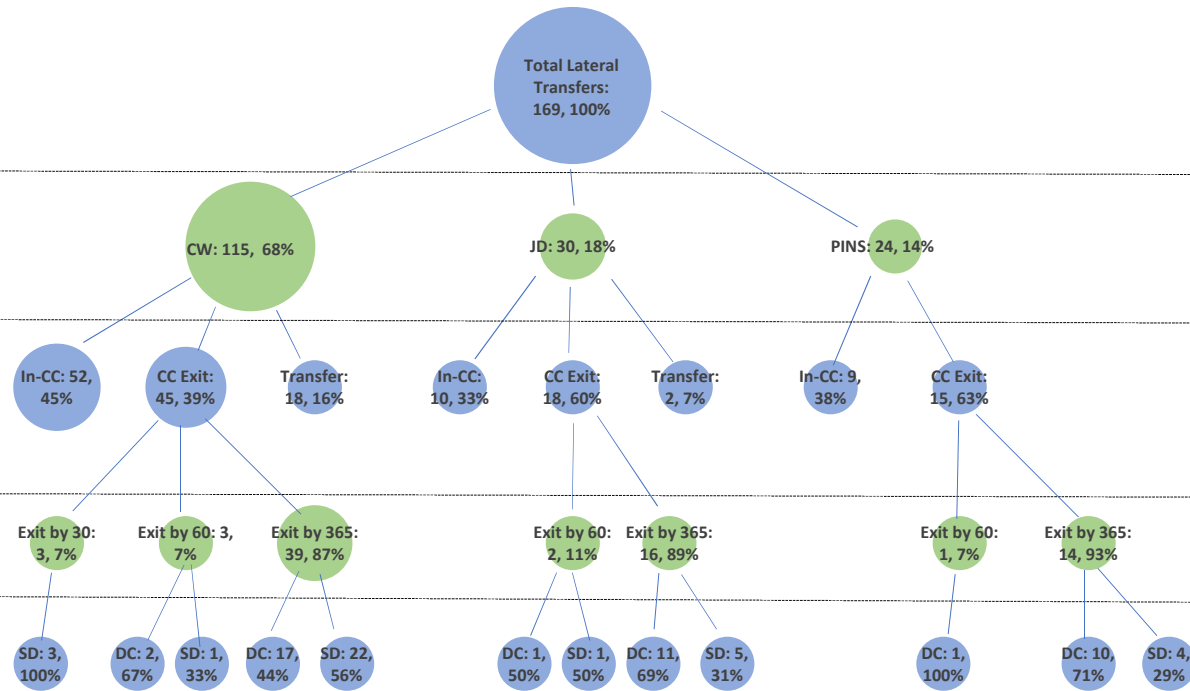 Total Lateral
Transfers:
169, 100%
CW: 115, 68%
JD: 30, 18%
PINS: 24, 14%
In-CC: 52,
45%
CC Exit:
45, 39%
Transfer:
18, 16%
In-CC:
10, 33%
CC Exit:
18, 60%
Transfer:
2, 7%
In-CC: 9,
38%
CC Exit:
15, 63%
Exit by 30:
3, 7%
Exit by 60: 3,
7%
Exit by 365:
39, 87%
Exit by 60:
2, 11%
Exit by 365:
16, 89%
Exit by 60:
1, 7%
Exit by 365:
14, 93%
SD: 3,
100%
DC: 2,
67%
SD: 1,
33%
DC: 17,
44%
SD: 22,
56%
DC: 1,
50%
SD: 1,
50%
DC: 11,
69%
SD: 5,
31%
DC: 1,
100%
DC: 10,
71%
SD: 4,
29%